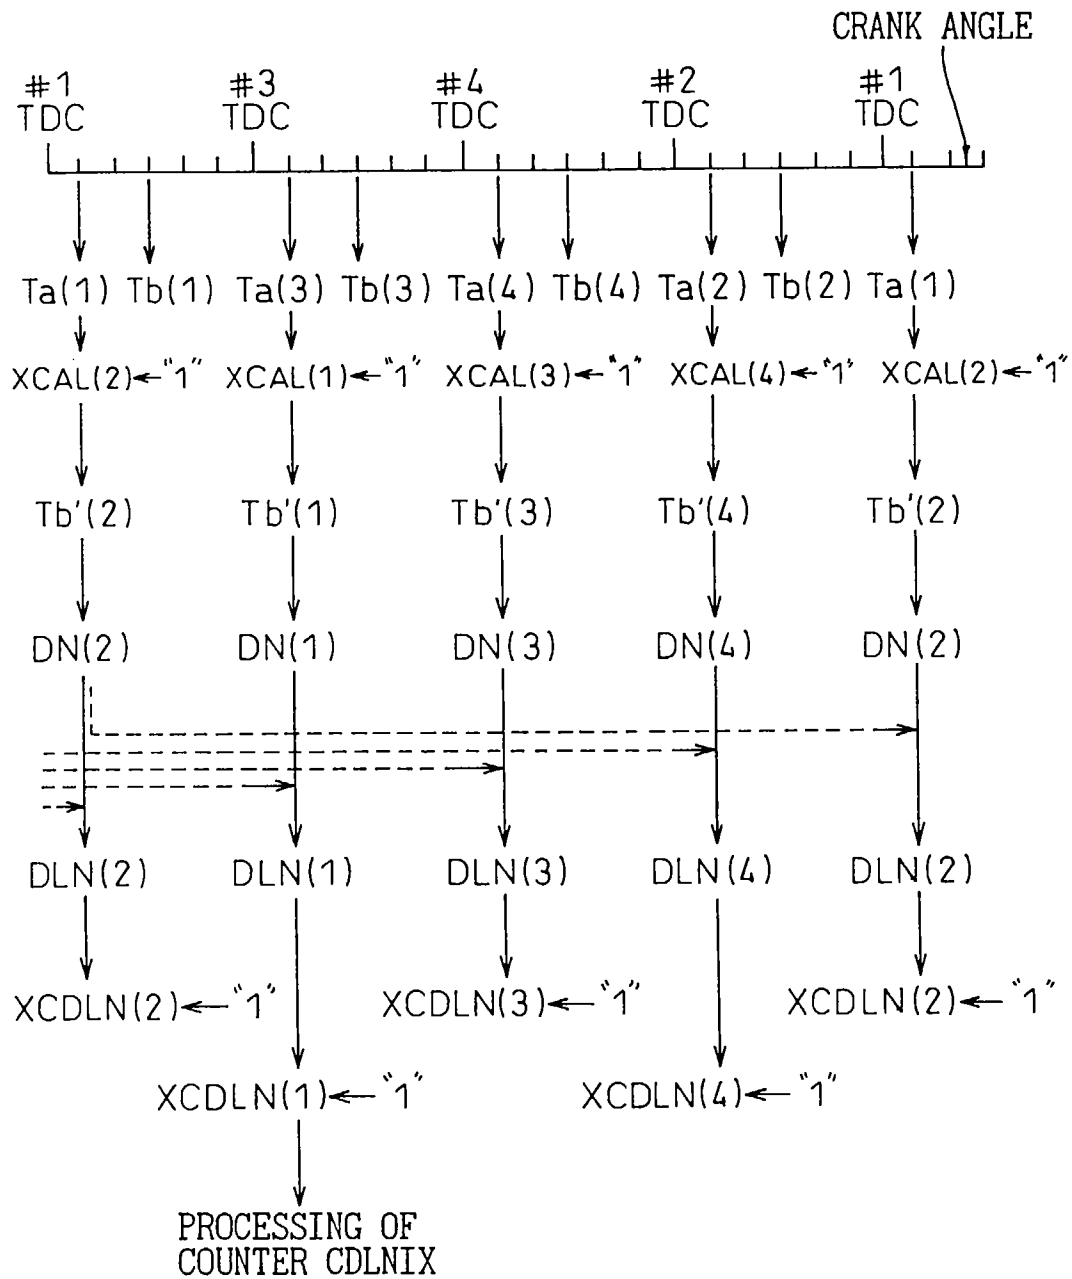 CRANK ANGLE
#1 #3 #4 #2 #1
TDC TDC TDC TDC TDC
Ta(1) Tb(1) Ta(3) Tb(3) Ta(4) Tb(4) Ta(2) Tb(2) Ta(1)
XCAL(2)←"1" XCAL(1)←"1" XCAL(3)←"1" XCAL(4)←"1" XCAL(2)←"1"
Tb'(2) Tb'(1) Tb'(3) Tb'(4) Tb'(2)
DN(2) DN(1) DN(3) DN(4) DN(2)
DLN(2) DLN(1) DLN(3) DLN(4) DLN(2)
XCDLN(2)←"1" XCDLN(3)←"1" XCDLN(2)←"1"
XCDLN(1)←"1" XCDLN(4)←"1"
PROCESSING OF
COUNTER CDLNIX